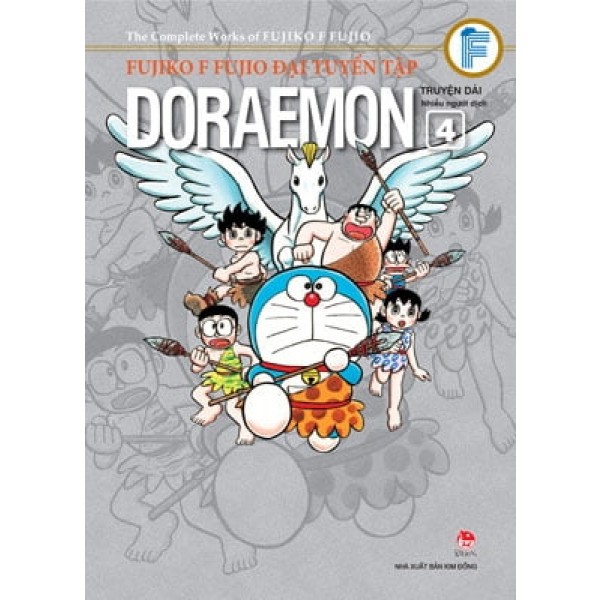 The Complete Works of FUJIKO F FUJIO
FUJIKO F FUJIO ĐẠI TUYỂN TẬP
DORAEMON
TRUYỆN DÀI
Nhiều người dịch
4
F
NHÀ XUẤT BẢN KIM ĐỒNG